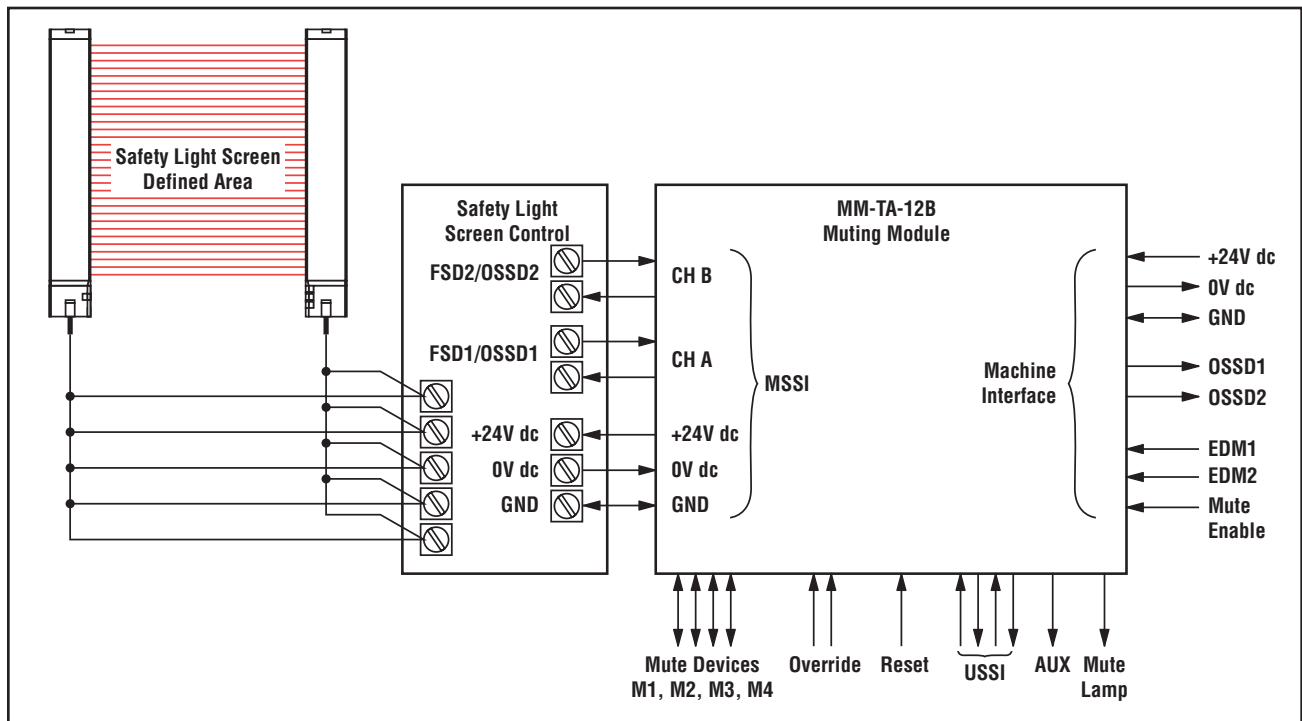 Safety Light Screen
Defined Area
Safety Light
Screen Control
FSD2/OSSD2
FSD1/OSSD1
+24V dc
0V dc
GND
MM-TA-12B
Muting Module
CH B
CH A
MSSI
+24V dc
0V dc
GND
Machine
Interface
+24V dc
0V dc
GND
OSSD1
OSSD2
EDM1
EDM2
Mute
Enable
Mute Devices
M1, M2, M3, M4
Override
Reset
USSI
AUX
Mute
Lamp